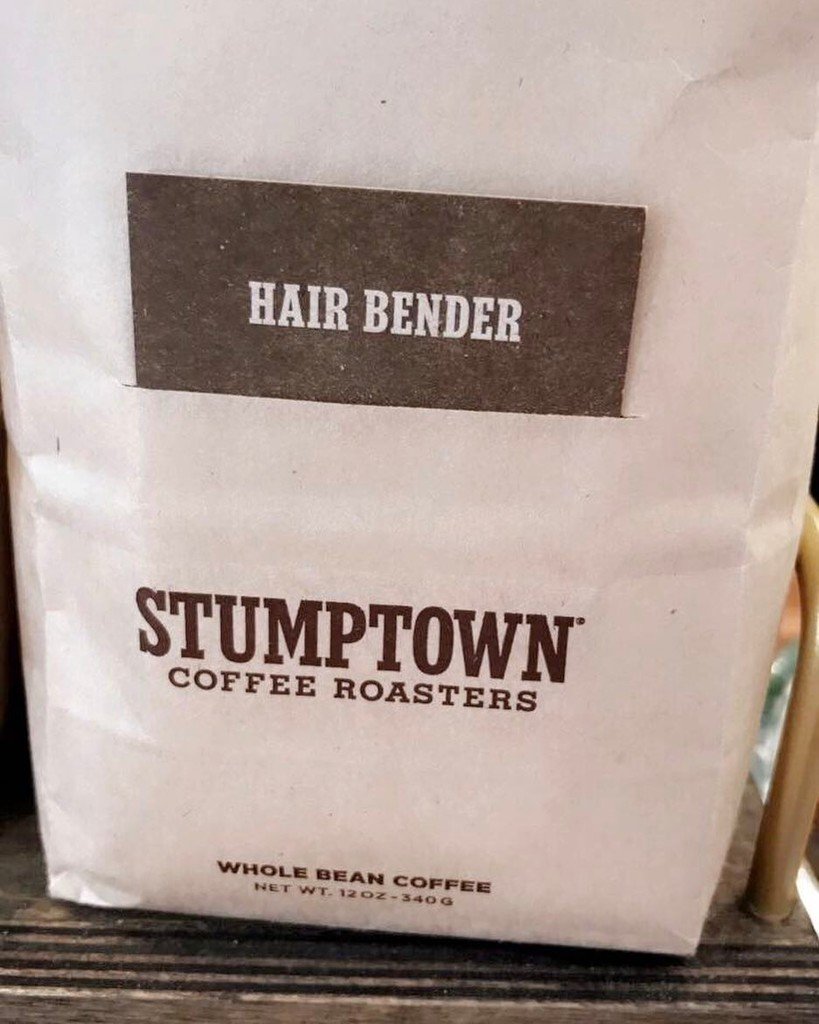 HAIR BENDER
STUMPTOWN®
COFFEE ROASTERS
WHOLE BEAN COFFEE
NET WT. 12 OZ - 340 G